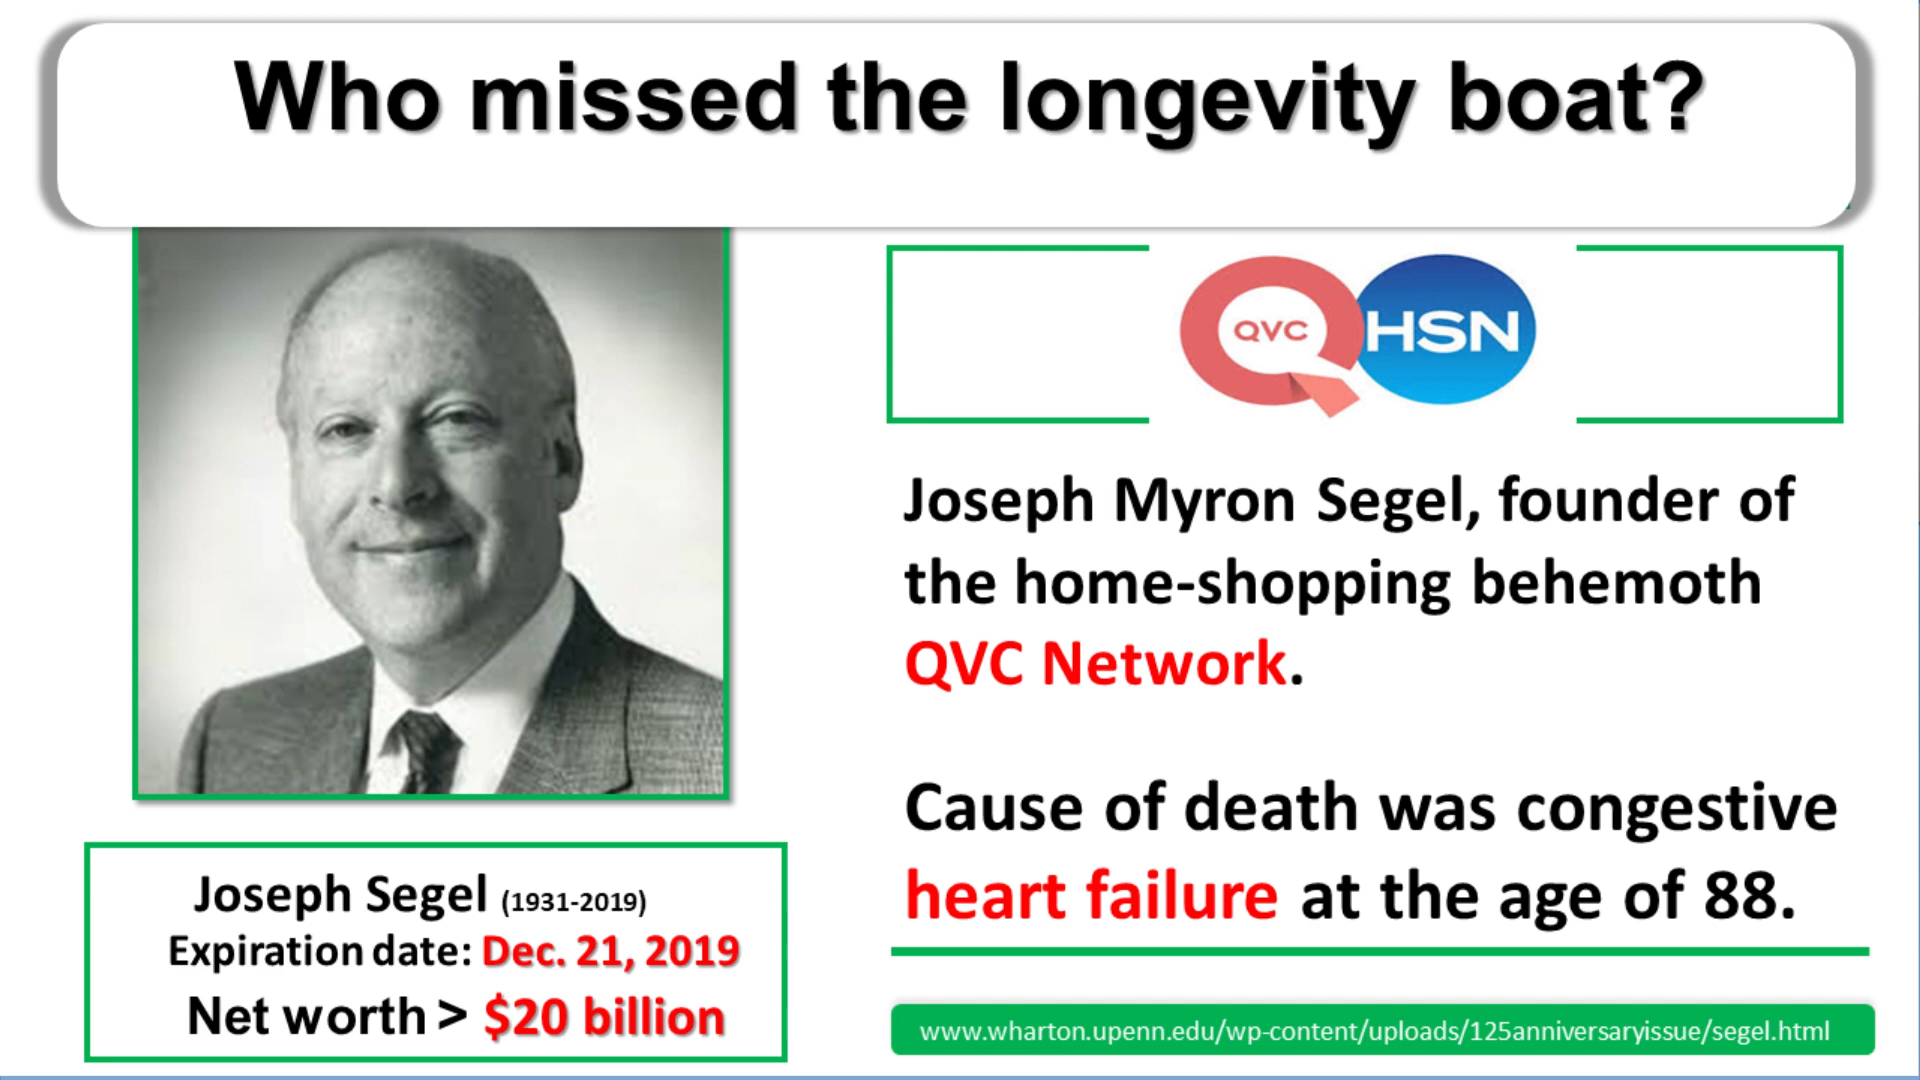 Who missed the longevity boat?
QVC
HSN
Joseph Myron Segel, founder of
the home-shopping behemoth
QVC Network.
Cause of death was congestive
heart failure at the age of 88.
Joseph Segel (1931-2019)
Expiration date: Dec. 21, 2019
Net worth > $20 billion
www.wharton.upenn.edu/wp-content/uploads/125anniversaryissue/segel.html